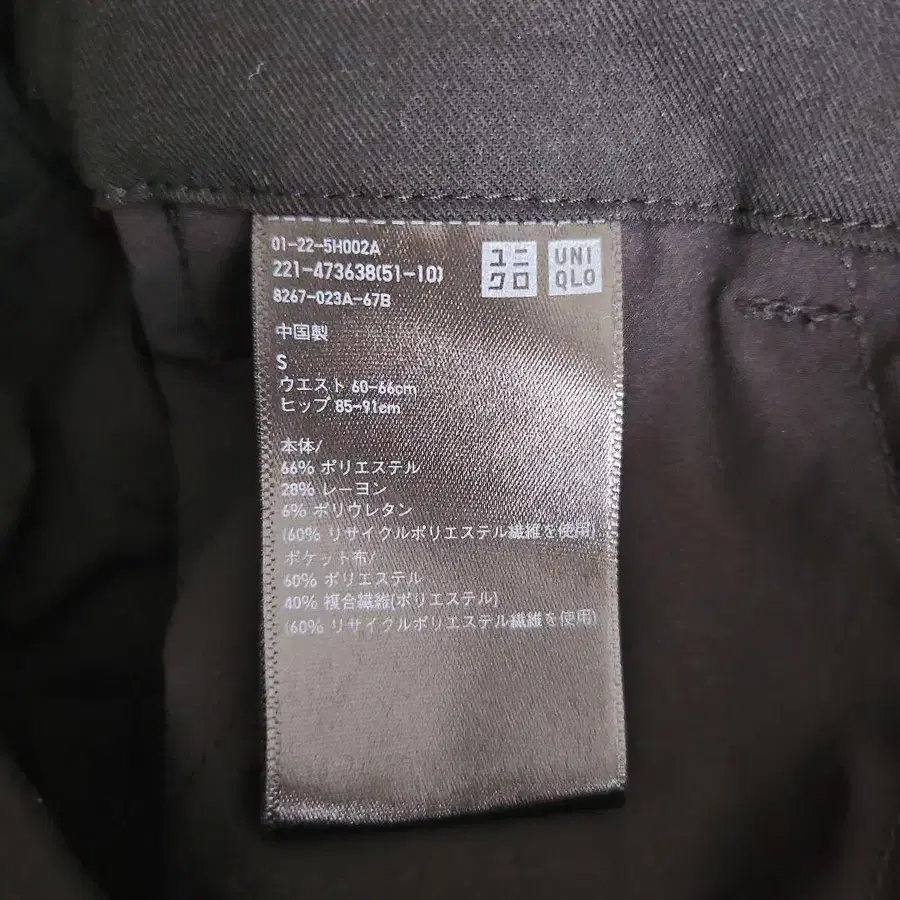 01-22-5H002A
221-473638(51-10)
8267-023A-67B
ユニ
クロ
UNI
QLO
中国製
S
ウエスト 60-66cm
ヒップ 85-91cm
本体/
66% ポリエステル
28% レーヨン
6% ポリウレタン
(60% リサイクルポリエステル繊維を使用)
ポケット布/
60% ポリエステル
40% 複合繊維(ポリエステル)
(60% リサイクルポリエステル繊維を使用)